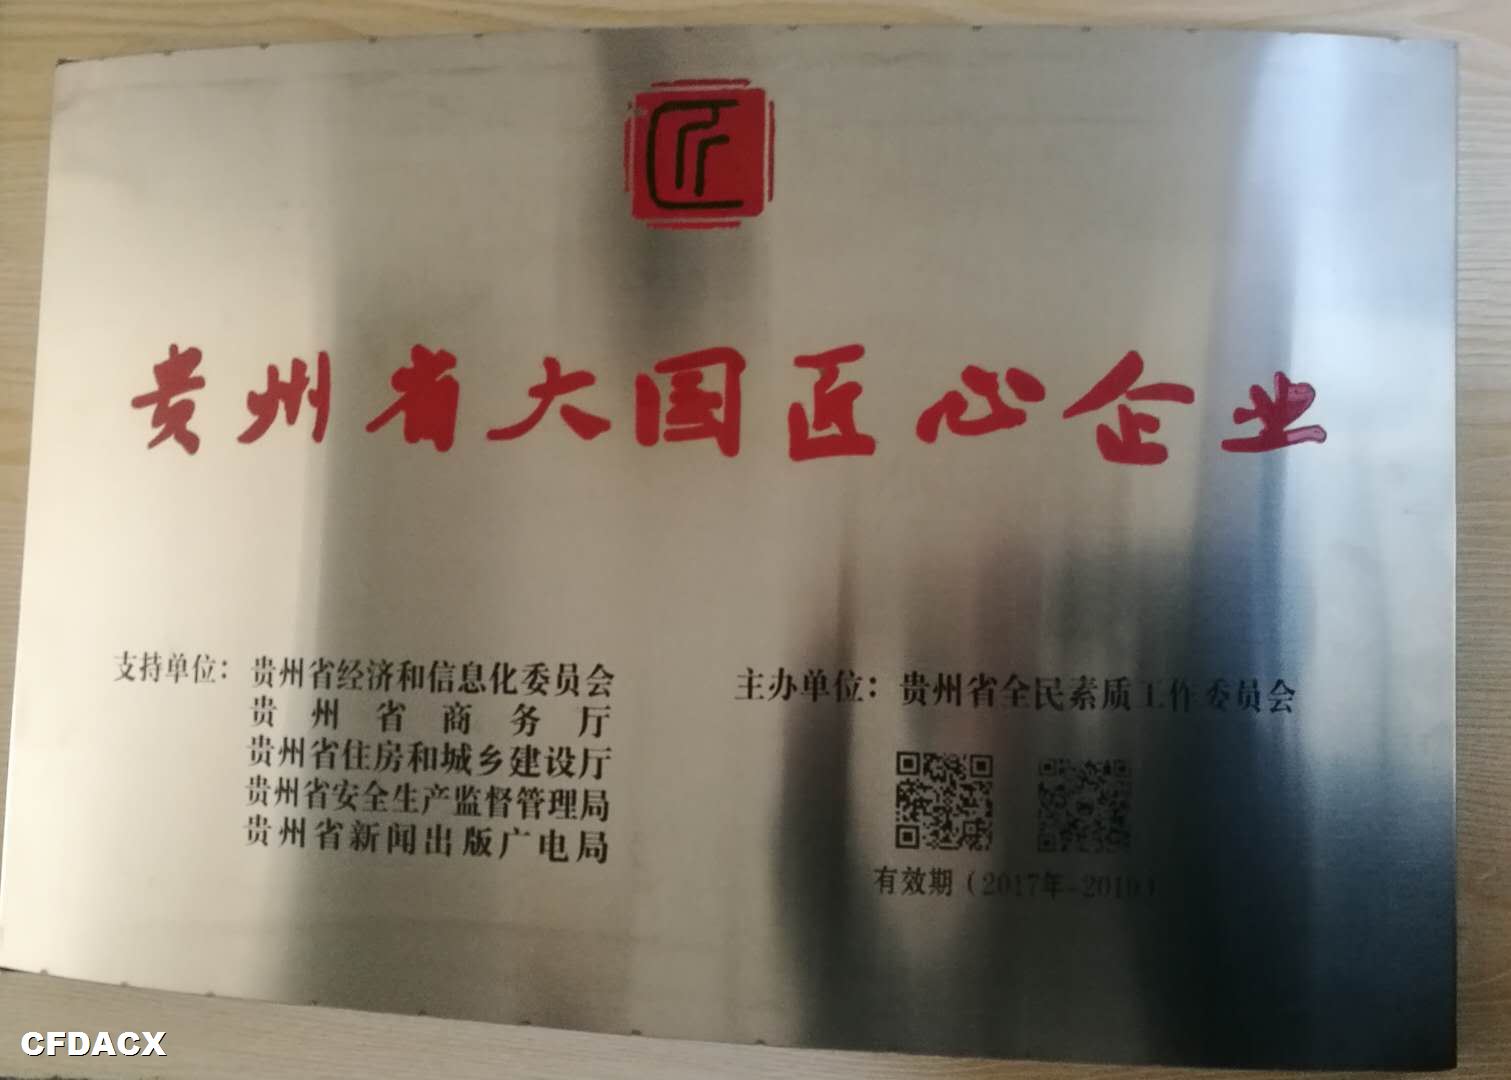 匠
贵州省大国匠心企业
支持单位：贵州省经济和信息化委员会
贵州省商务厅
贵州省住房和城乡建设厅
贵州省安全生产监督管理局
贵州省新闻出版广电局
主办单位：贵州省全民素质工作委员会
有效期（2017年-2019）
CFDACX